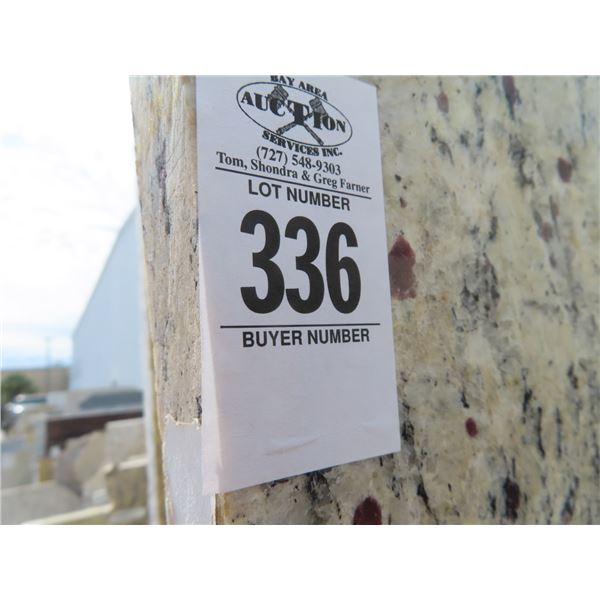 BAY AREA
AUCTION
SERVICES INC.
(727) 548-9303
Tom, Shondra & Greg Farner
LOT NUMBER
336
BUYER NUMBER